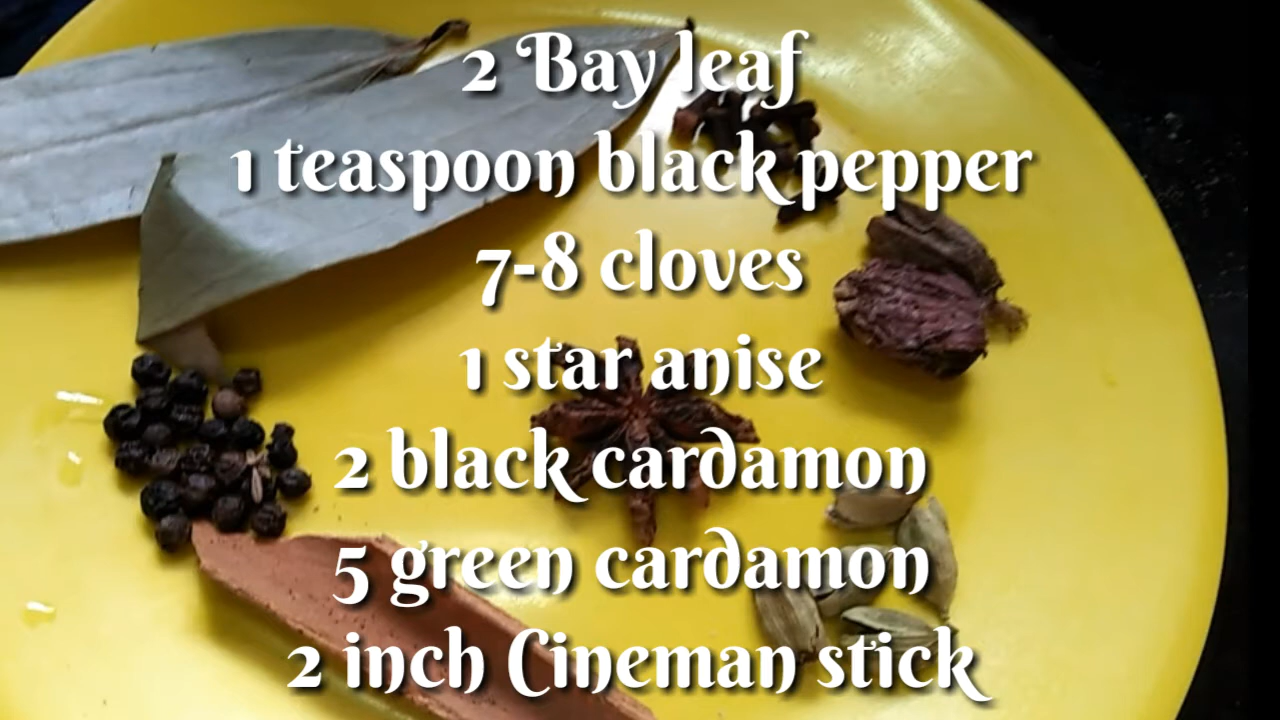 2 Bay leaf
1 teaspoon black pepper
7-8 cloves
1 star anise
2 black cardamon
5 green cardamon
2 inch Cineman stick